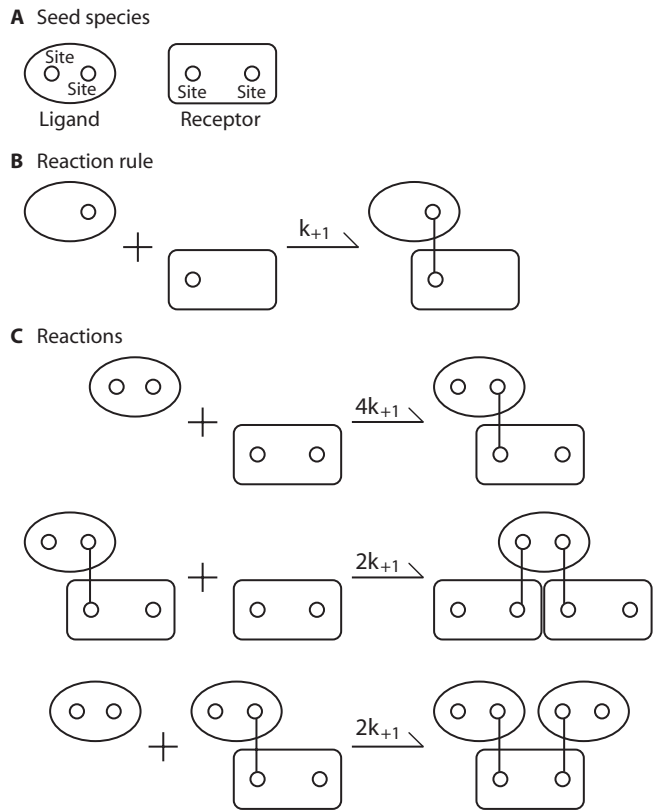 A Seed species
Site
Site
Site Site
Ligand Receptor
B Reaction rule
k+1
C Reactions
4k+1
2k+1
2k+1